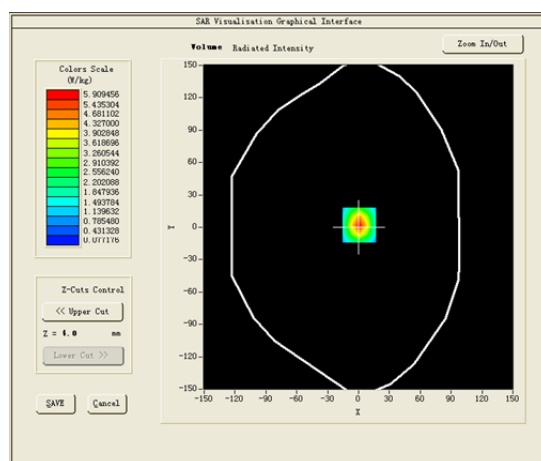 SAR Visualisation Graphical Interface
Volume Radiated Intensity
Zoom In/Out
Colors Scale
(W/kg)
5.909456
5.435304
4.681102
4.327000
3.902848
3.618696
3.260544
2.910392
2.556240
2.202088
1.847936
1.493784
1.139632
0.785480
0.431328
0.077176
Z-Cuts Control
<< Upper Cut
Z = 4.0 mm
Lower Cut >>
SAVE Cancel
150
120
90
60
30
0
-30
-60
-90
-120
-150
Y
-150 -120 -90 -60 -30 0 30 60 90 120 150
X